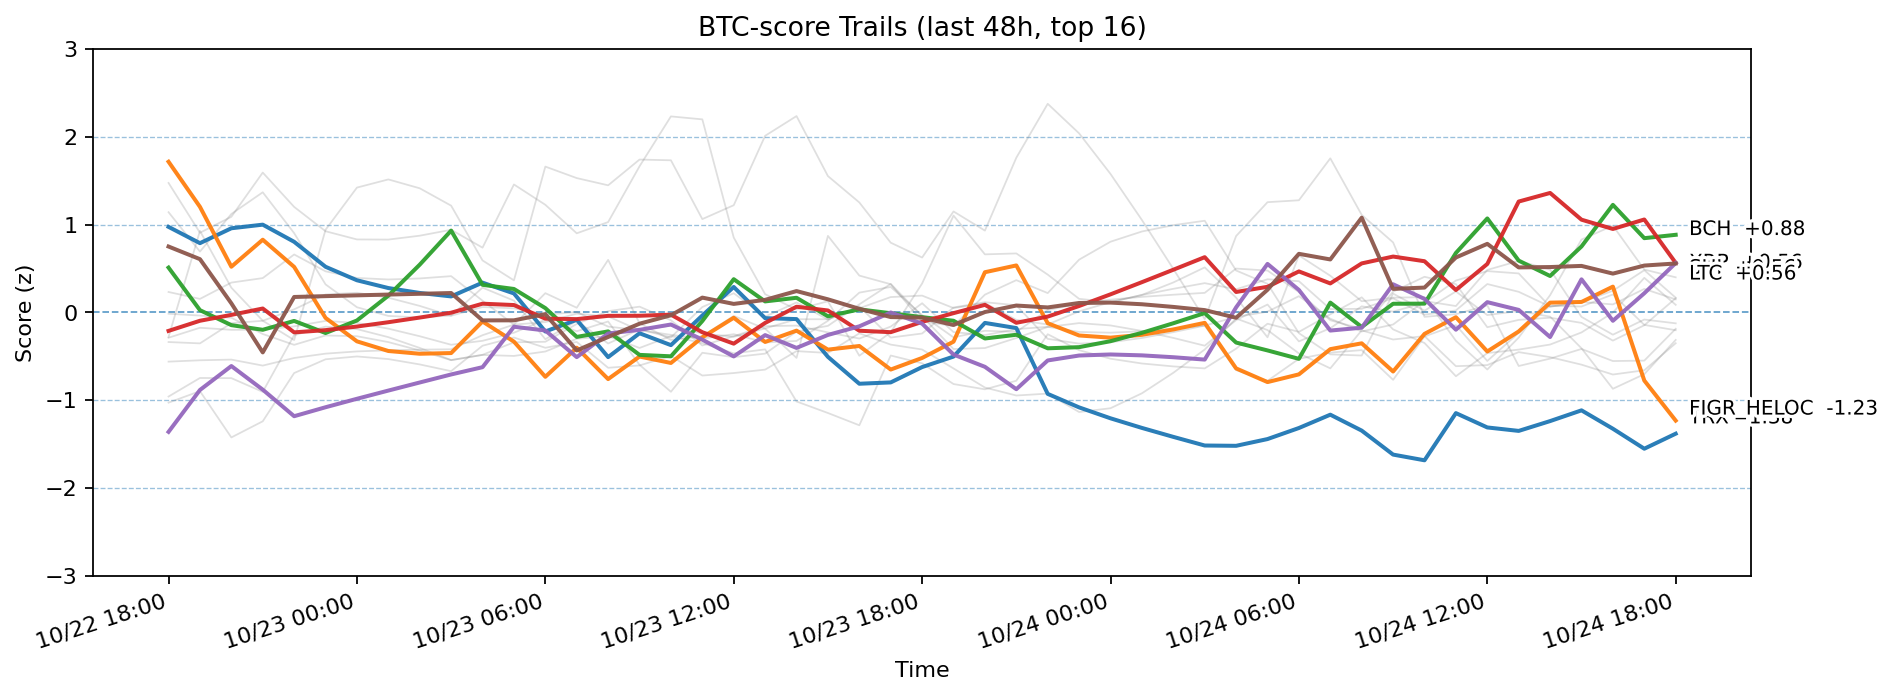 BTC-score Trails (last 48h, top 16)
Score (z)
3
2
1
0
−1
−2
−3
BCH +0.88
LTC +0.56
FIGR_HELOC -1.23
10/22 18:00
10/23 00:00
10/23 06:00
10/23 12:00
10/23 18:00
10/24 00:00
10/24 06:00
10/24 12:00
10/24 18:00
Time